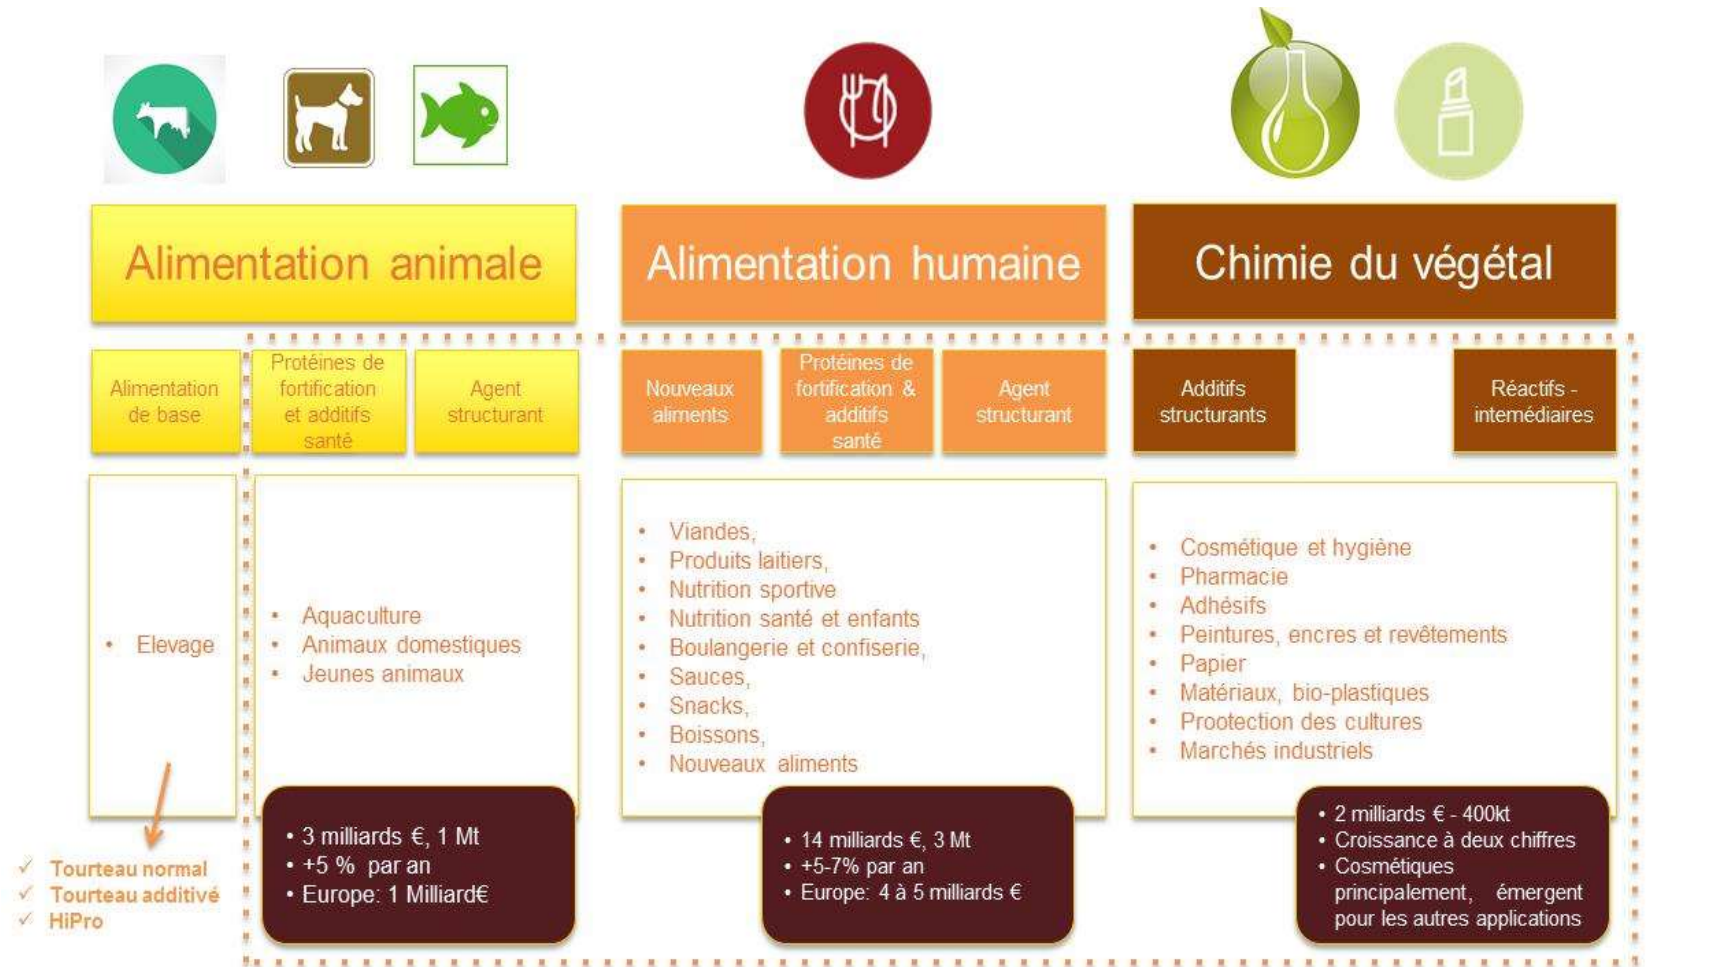 Alimentation animale
Alimentation humaine
Chimie du végétal
Alimentation
de base
Protéines de
fortification
et additifs
santé
Agent
structurant
Nouveaux
aliments
Protéines de
fortification &
additifs
santé
Agent
structurant
Additifs
structurants
Réactifs -
intemédiaires
• Elevage
• Aquaculture
• Animaux domestiques
• Jeunes animaux
• Viandes,
• Produits laitiers,
• Nutrition sportive
• Nutrition santé et enfants
• Boulangerie et confiserie,
• Sauces,
• Snacks,
• Boissons,
• Nouveaux aliments
• Cosmétique et hygiène
• Pharmacie
• Adhésifs
• Peintures, encres et revêtements
• Papier
• Matériaux, bio-plastiques
• Prootection des cultures
• Marchés industriels
✓ Tourteau normal
✓ Tourteau additivé
✓ HiPro
• 3 milliards €, 1 Mt
• +5 % par an
• Europe: 1 Milliard€
• 14 milliards €, 3 Mt
• +5-7% par an
• Europe: 4 à 5 milliards €
• 2 milliards € - 400kt
• Croissance à deux chiffres
• Cosmétiques
principalement, émergent
pour les autres applications